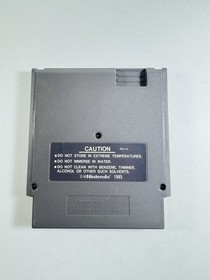 CAUTION
• DO NOT STORE IN EXTREME TEMPERATURES.
• DO NOT IMMERSE IN WATER.
• DO NOT CLEAN WITH BENZENE, THINNER,
ALCOHOL OR OTHER SUCH SOLVENTS.
©Nintendo 1985